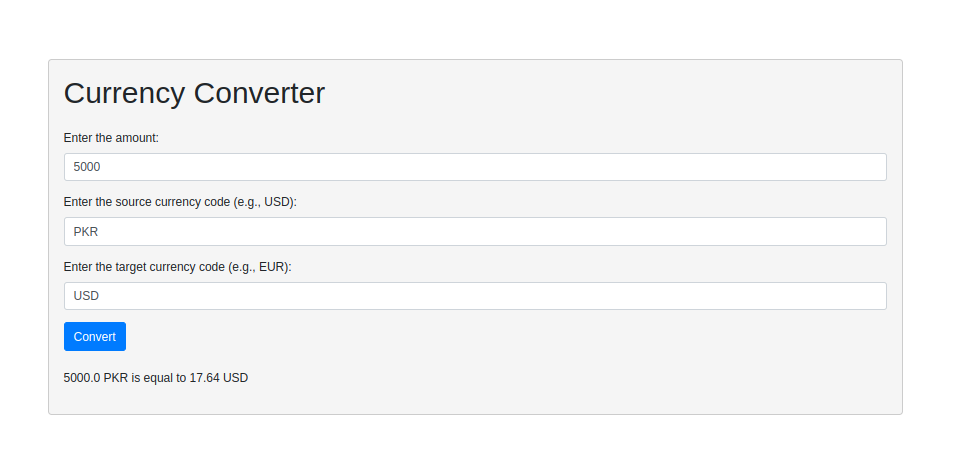 Currency Converter
Enter the amount:
5000
Enter the source currency code (e.g., USD):
PKR
Enter the target currency code (e.g., EUR):
USD
Convert
5000.0 PKR is equal to 17.64 USD